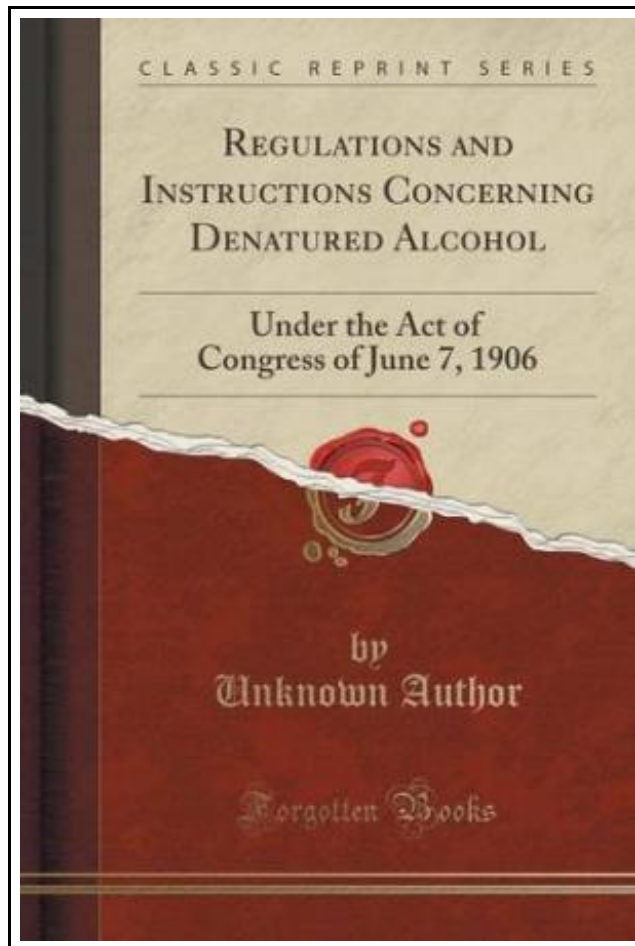 CLASSIC REPRINT SERIES
REGULATIONS AND
INSTRUCTIONS CONCERNING
DENATURED ALCOHOL
Under the Act of
Congress of June 7, 1906
F
by
Unknown Author
Forgotten Books